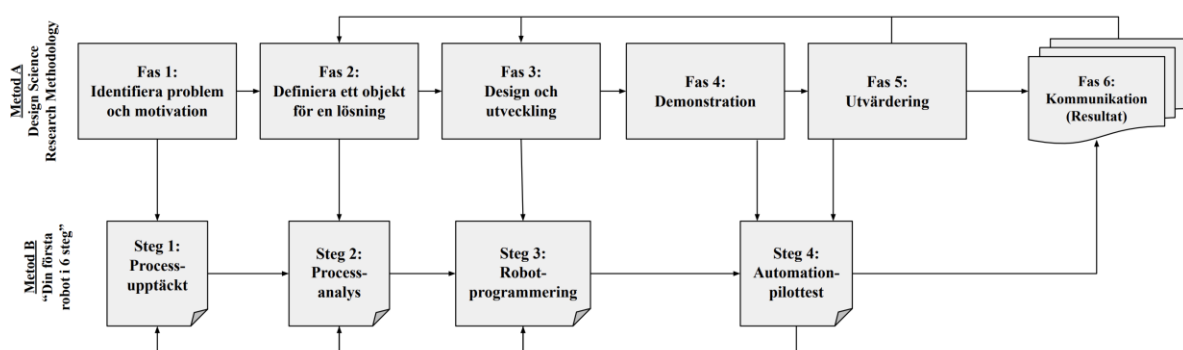 Metod A
Design Science
Research Methodology
Fas 1:
Identifiera problem
och motivation
Fas 2:
Definiera ett objekt
för en lösning
Fas 3:
Design och
utveckling
Fas 4:
Demonstration
Fas 5:
Utvärdering
Fas 6:
Kommunikation
(Resultat)
Metod B
“Din första
robot i 6 steg”
Steg 1:
Process-
upptäckt
Steg 2:
Process-
analys
Steg 3:
Robot-
programmering
Steg 4:
Automation-
pilottest